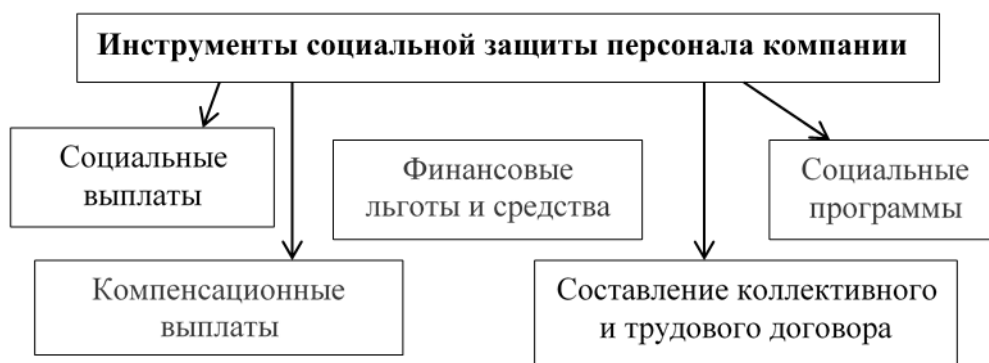 Инструменты социальной защиты персонала компании
Социальные
выплаты
Финансовые
льготы и средства
Социальные
программы
Компенсационные
выплаты
Составление коллективного
и трудового договора